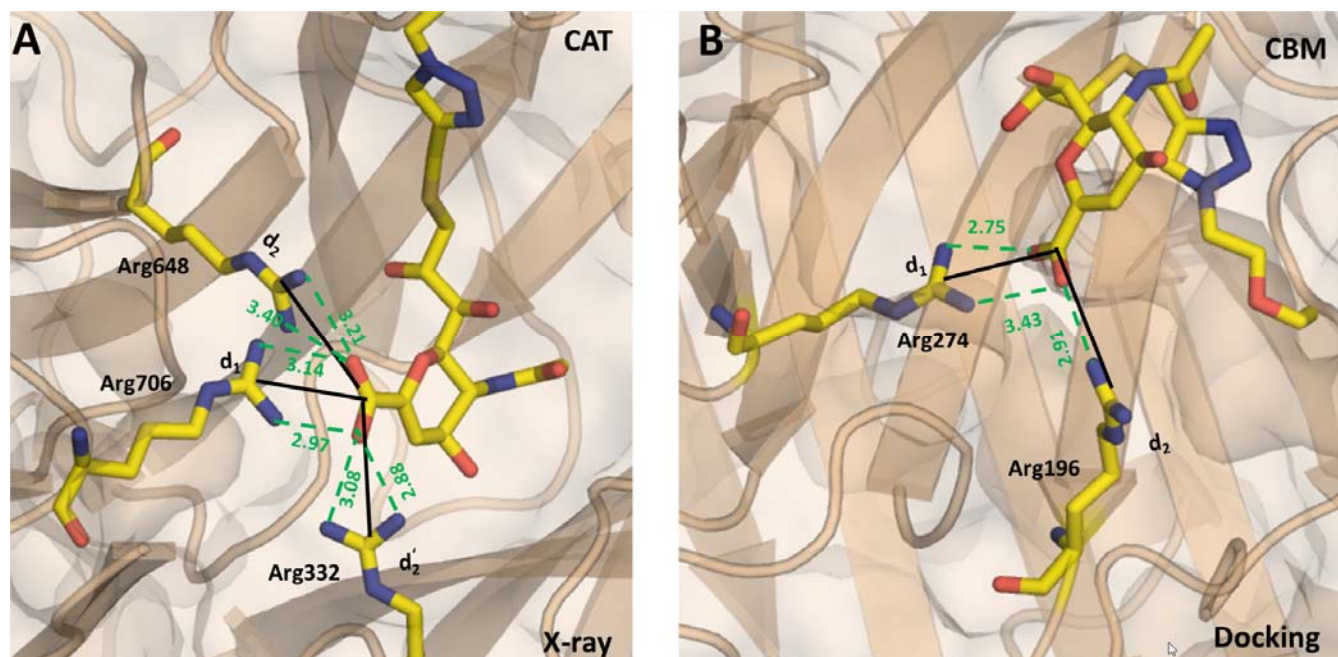 A
CAT
d₂
Arg648
3.40
3.21
3.14
d₁
Arg706
2.97
3.08
2.88
Arg332
d₂'
X-ray
B
CBM
2.75
d₁
3.43
Arg274
2.91
Arg196
d₂
Docking